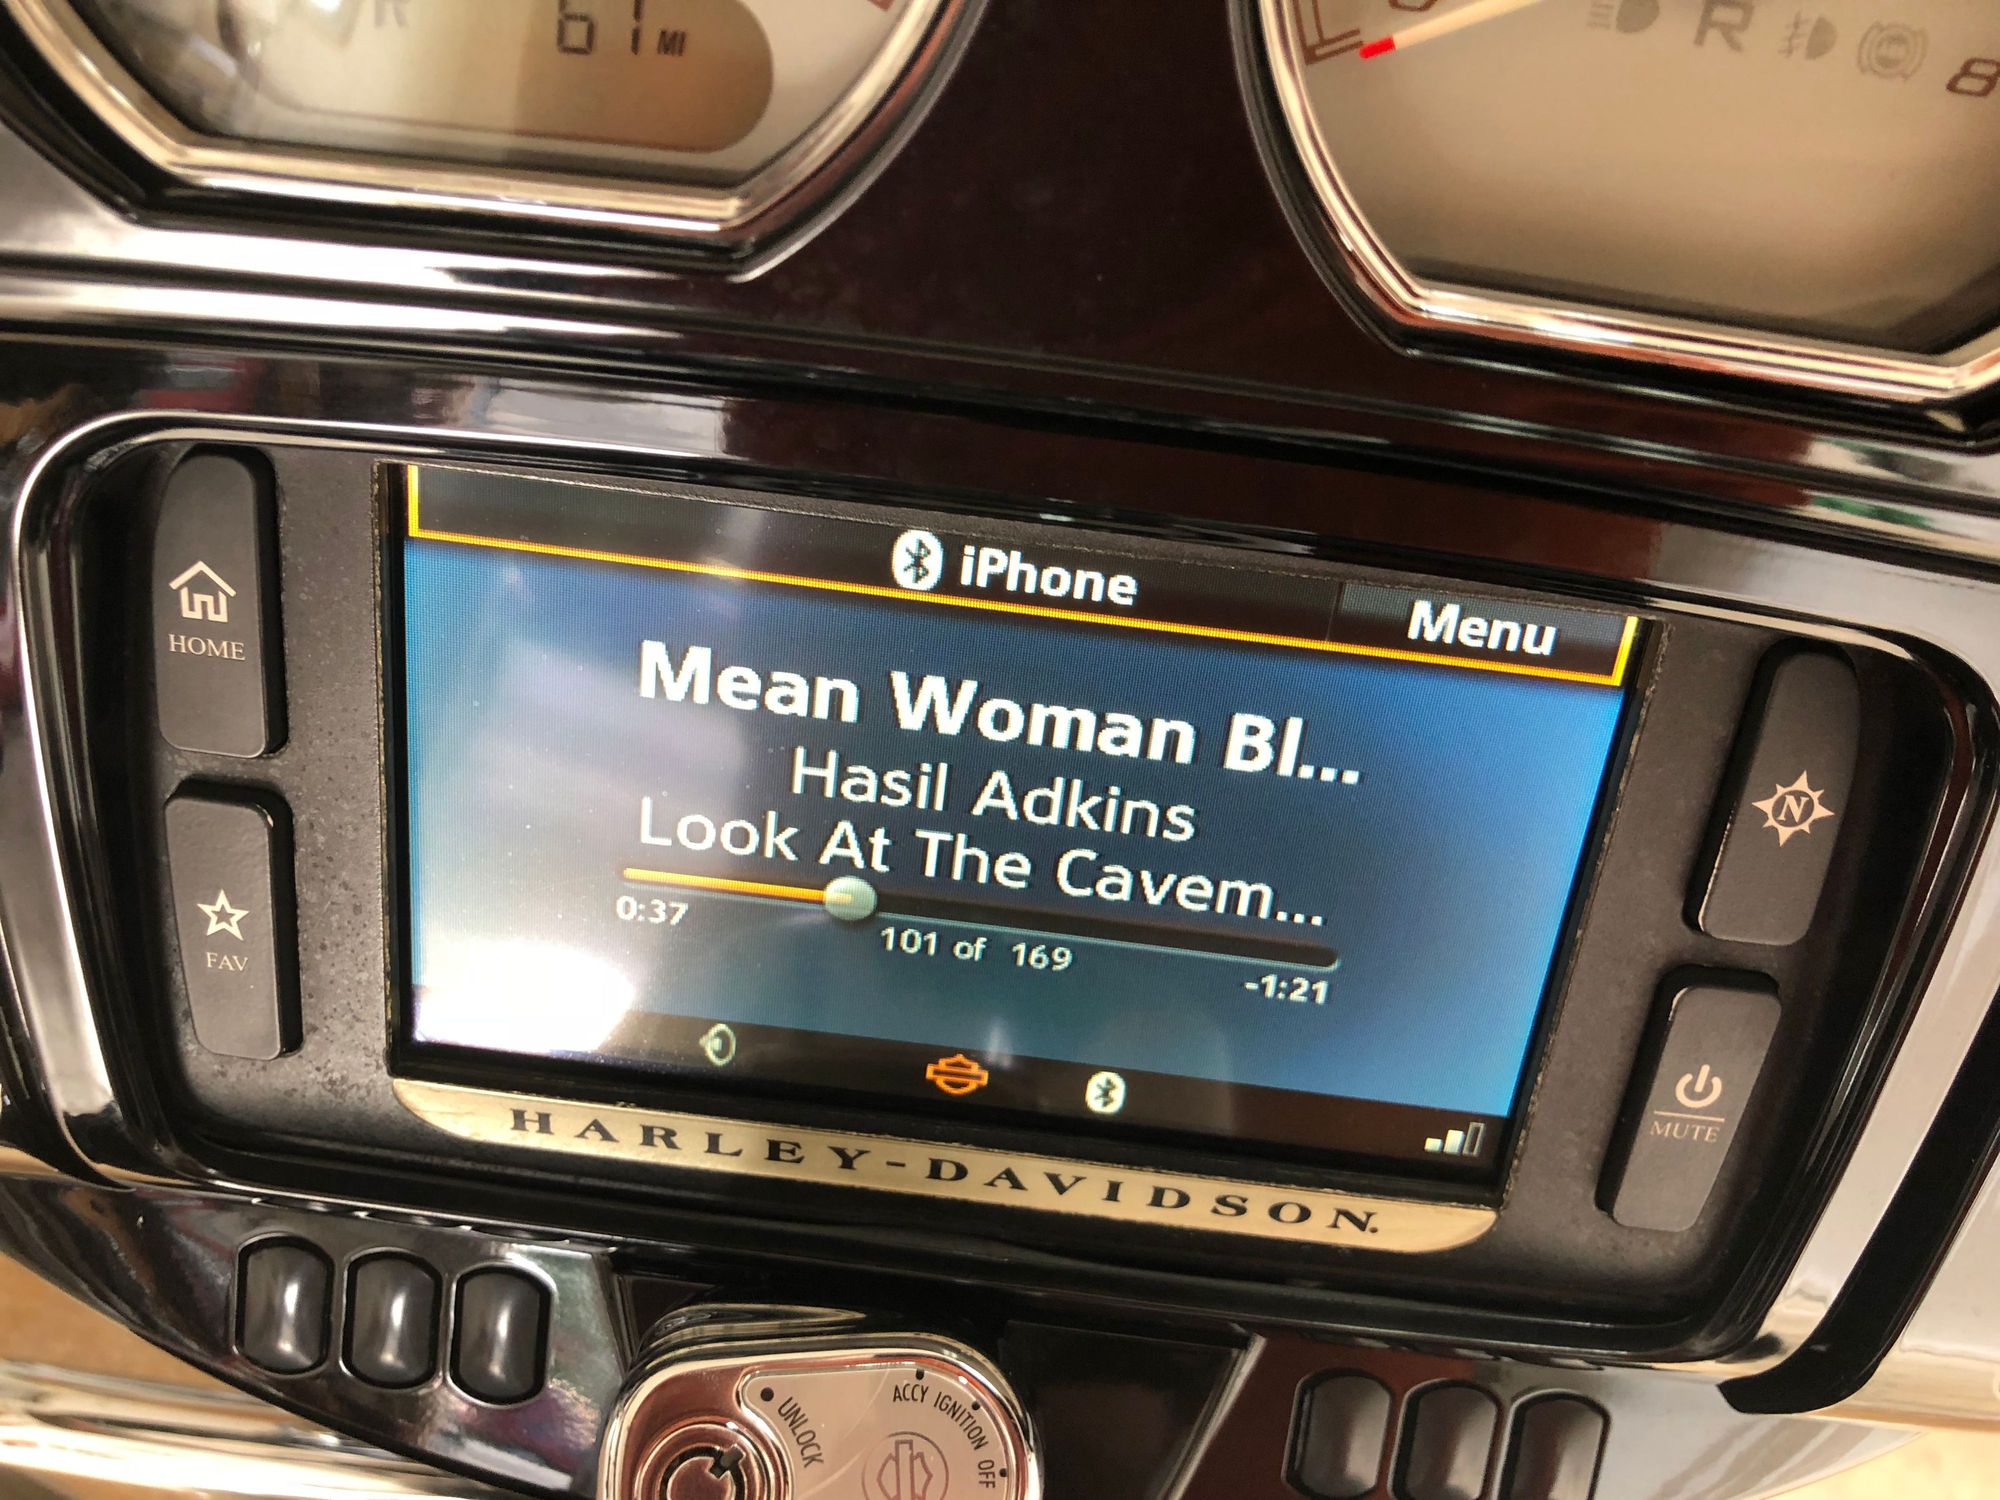 61 MI
R
8
iPhone
Menu
Mean Woman Bl...
Hasil Adkins
Look At The Cavem...
0:37
101 of 169
-1:21
HOME
FAV
N
MUTE
HARLEY-DAVIDSON.
UNLOCK
ACCY IGNITION OFF